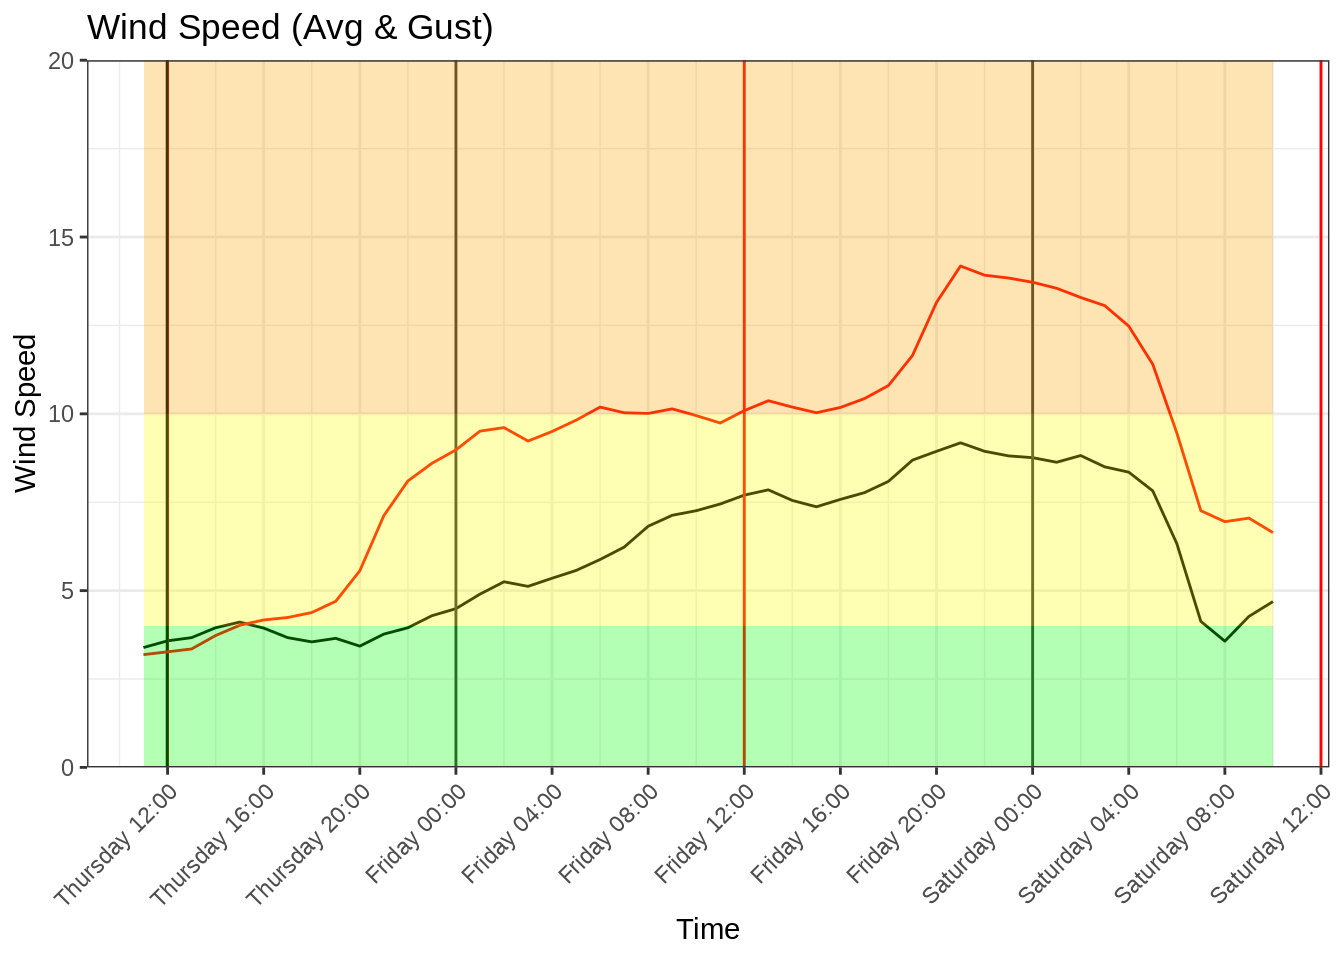 Wind Speed (Avg & Gust)
20
15
10
5
0
Wind Speed
Thursday 12:00
Thursday 16:00
Thursday 20:00
Friday 00:00
Friday 04:00
Friday 08:00
Friday 12:00
Friday 16:00
Friday 20:00
Saturday 00:00
Saturday 04:00
Saturday 08:00
Saturday 12:00
Time